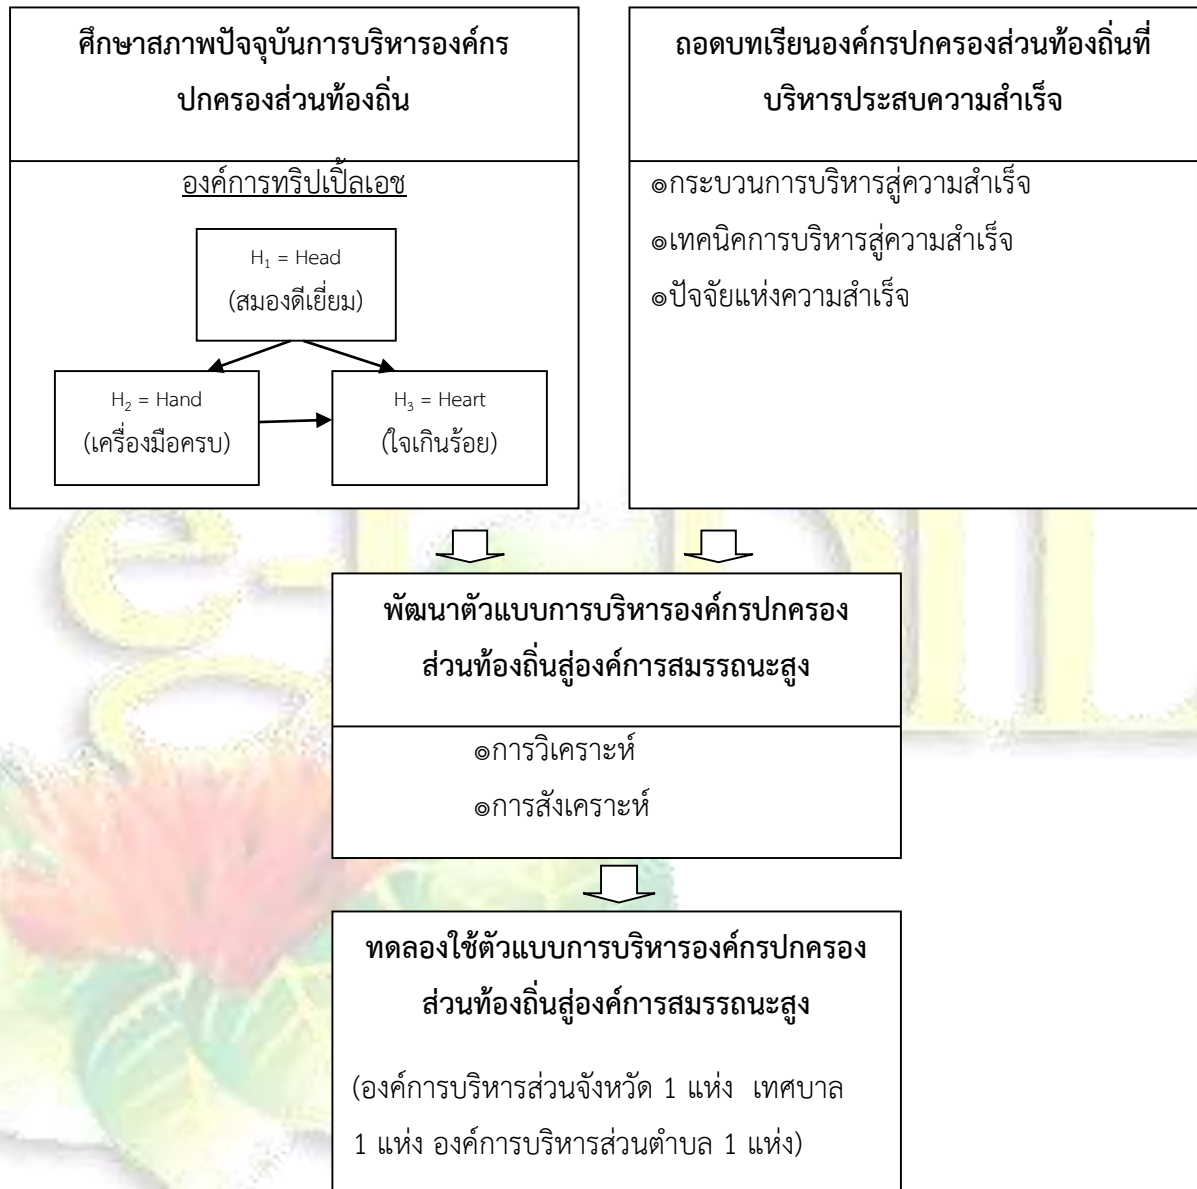 ศึกษาสภาพปัจจุบันการบริหารองค์กร
ปกครองส่วนท้องถิ่น
องค์การทริปเปิ้ลเอช
H₁ = Head
(สมองดีเยี่ยม)
H₂ = Hand
(เครื่องมือครบ)
H₃ = Heart
(ใจเกินร้อย)
ถอดบทเรียนองค์กรปกครองส่วนท้องถิ่นที่
บริหารประสบความสำเร็จ
๏กระบวนการบริหารสู่ความสำเร็จ
๏เทคนิคการบริหารสู่ความสำเร็จ
๏ปัจจัยแห่งความสำเร็จ
พัฒนาตัวแบบการบริหารองค์กรปกครอง
ส่วนท้องถิ่นสู่องค์การสมรรถนะสูง
๏การวิเคราะห์
๏การสังเคราะห์
ทดลองใช้ตัวแบบการบริหารองค์กรปกครอง
ส่วนท้องถิ่นสู่องค์การสมรรถนะสูง
(องค์การบริหารส่วนจังหวัด 1 แห่ง เทศบาล
1 แห่ง องค์การบริหารส่วนตำบล 1 แห่ง)